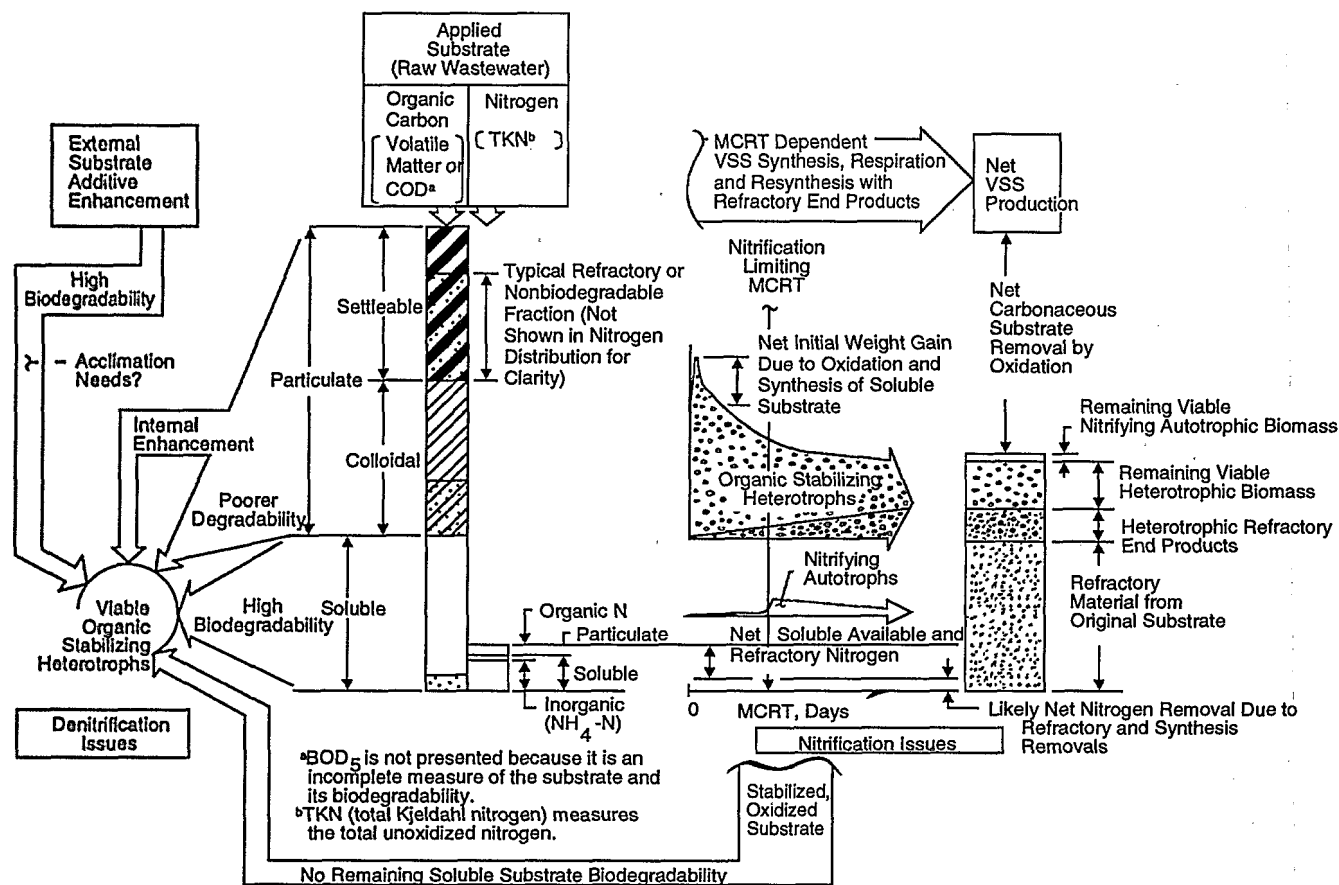 Applied
Substrate
(Raw Wastewater)
Organic
Carbon
Volatile
Matter or
CODᵃ
Nitrogen
[ TKNᵇ ]
External
Substrate
Additive
Enhancement
High
Biodegradability
Acclimation
Needs?
Internal
Enhancement
Poorer
Degradability
High
Biodegradability
Viable
Organic
Stabilizing
Heterotrophs
Denitrification
Issues
Particulate
Settleable
Colloidal
Soluble
Typical Refractory or
Nonbiodegradable
Fraction (Not
Shown in Nitrogen
Distribution for
Clarity)
Organic N
Particulate
Soluble
Inorganic
(NH₄-N)
MCRT Dependent
VSS Synthesis, Respiration
and Resynthesis with
Refractory End Products
Net
VSS
Production
Nitrification
Limiting
MCRT
Net Initial Weight Gain
Due to Oxidation and
Synthesis of Soluble
Substrate
Organic Stabilizing
Heterotrophs
Nitrifying
Autotrophs
Net Soluble Available and
Refractory Nitrogen
0
MCRT, Days
Nitrification Issues
Net
Carbonaceous
Substrate
Removal by
Oxidation
Remaining Viable
Nitrifying Autotrophic Biomass
Remaining Viable
Heterotrophic Biomass
Heterotrophic Refractory
End Products
Refractory
Material from
Original Substrate
Likely Net Nitrogen Removal Due to
Refractory and Synthesis
Removals
ᵃBOD₅ is not presented because it is an
incomplete measure of the substrate and
its biodegradability.
ᵇTKN (total Kjeldahl nitrogen) measures
the total unoxidized nitrogen.
Stabilized,
Oxidized
Substrate
No Remaining Soluble Substrate Biodegradability